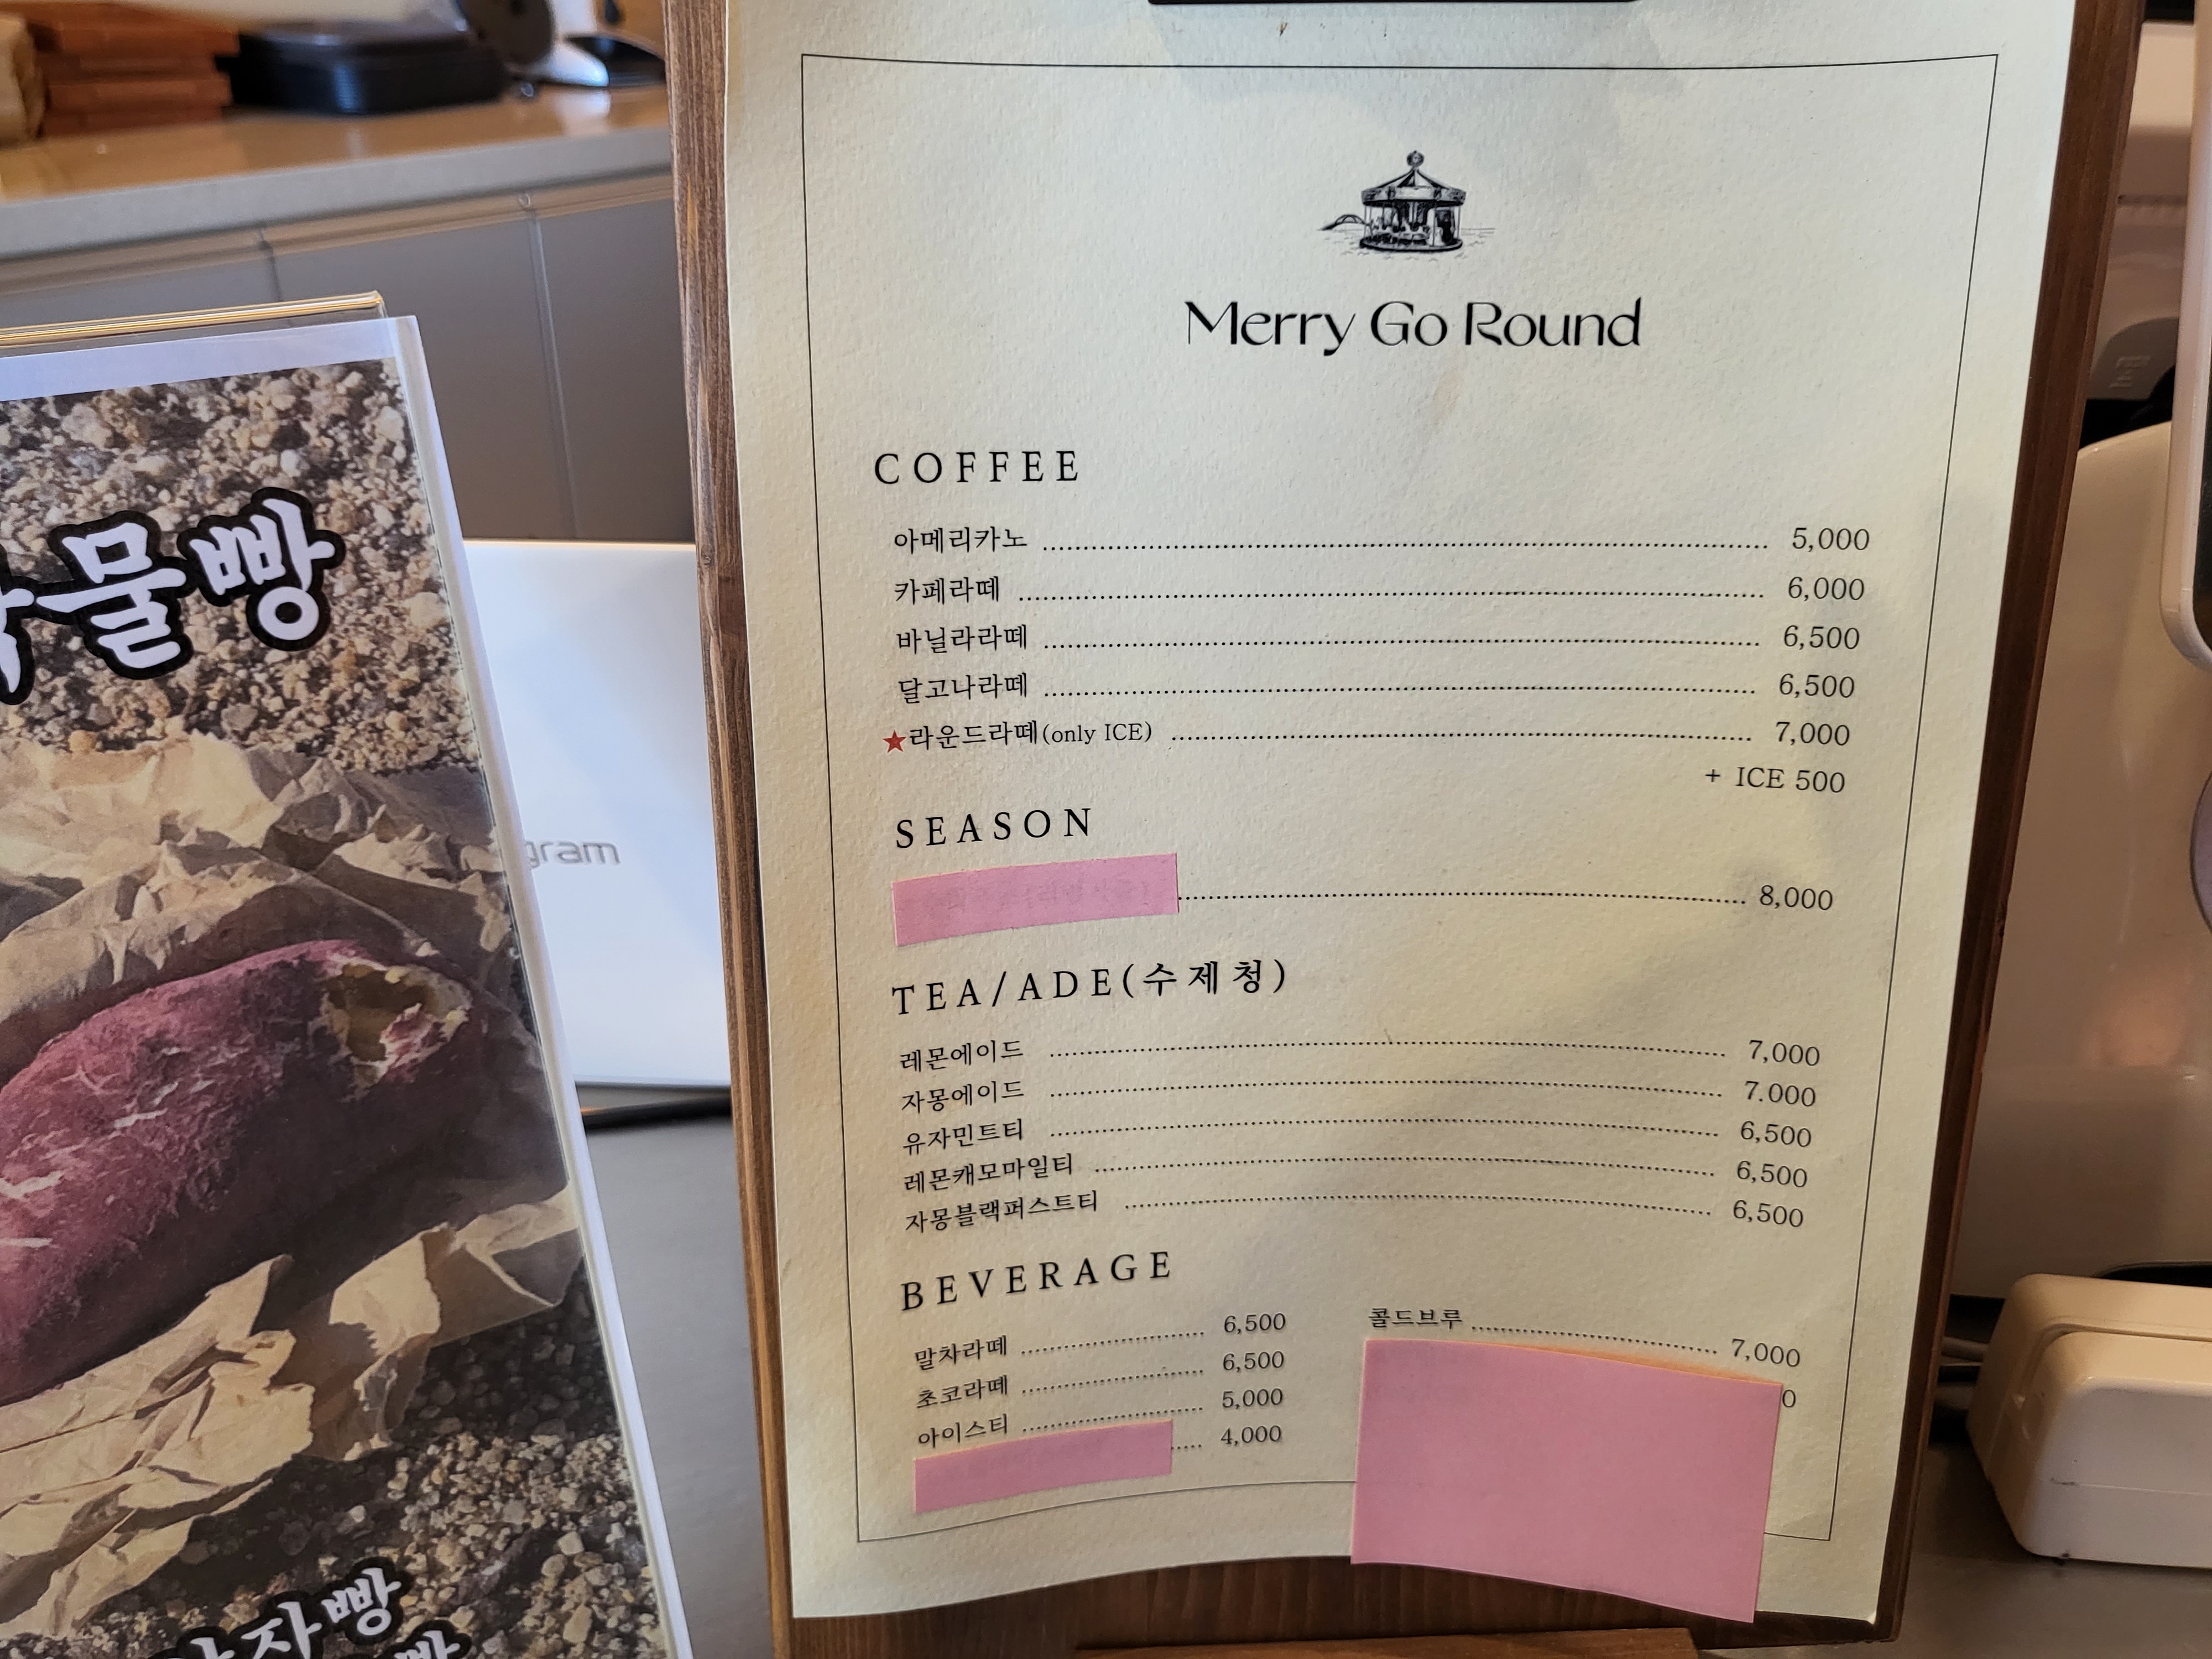 물빵
gram
자빵
빵
Merry Go Round
COFFEE
아메리카노 5,000
카페라떼 6,000
바닐라라떼 6,500
달고나라떼 6,500
★라운드라떼(only ICE) 7,000
+ ICE 500
SEASON
8,000
TEA/ADE(수제청)
레몬에이드 7,000
자몽에이드 7.000
유자민트티 6,500
레몬캐모마일티 6,500
자몽블랙퍼스트티 6,500
BEVERAGE
말차라떼 6,500
초코라떼 6,500
아이스티 5,000
4,000
콜드브루 7,000
0